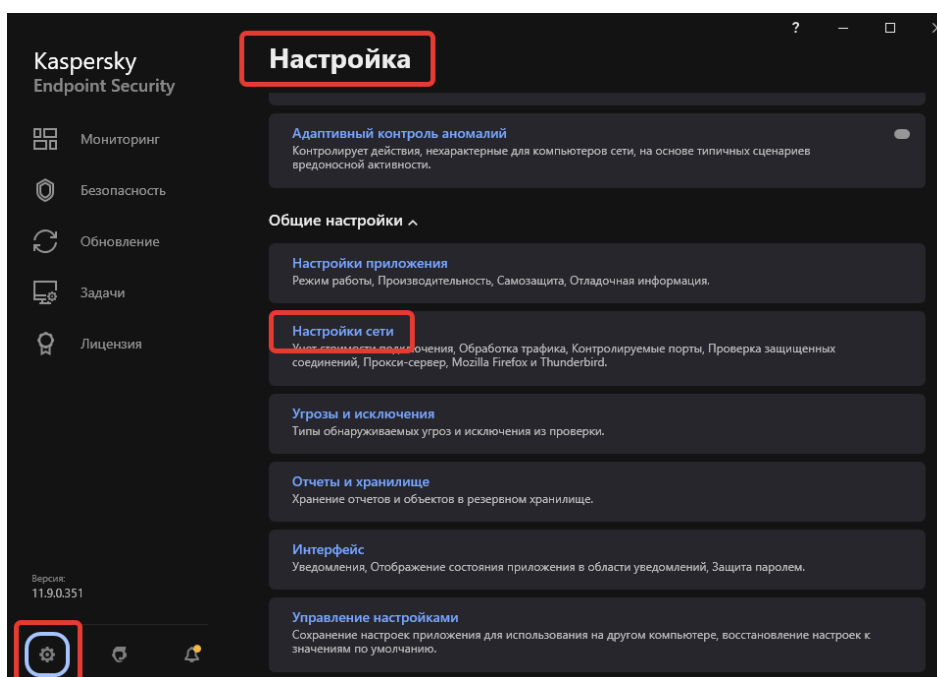 ?
Kaspersky
Endpoint Security
Настройка
Мониторинг
Безопасность
Обновление
Задачи
Лицензия
Адаптивный контроль аномалий
Контролирует действия, нехарактерные для компьютеров сети, на основе типичных сценариев
вредоносной активности.
Общие настройки
Настройки приложения
Режим работы, Производительность, Самозащита, Отладочная информация.
Настройки сети
Учет стоимости подключения, Обработка трафика, Контролируемые порты, Проверка защищенных
соединений, Прокси-сервер, Mozilla Firefox и Thunderbird.
Угрозы и исключения
Типы обнаруживаемых угроз и исключения из проверки.
Отчеты и хранилище
Хранение отчетов и объектов в резервном хранилище.
Интерфейс
Уведомления, Отображение состояния приложения в области уведомлений, Защита паролем.
Управление настройками
Сохранение настроек приложения для использования на другом компьютере, восстановление настроек к
значениям по умолчанию.
Версия:
11.9.0.351